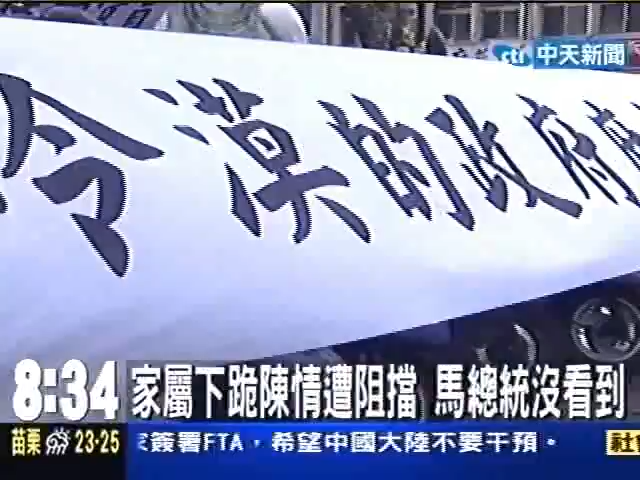 cti 中天新聞
冷漠的政府
8:34 家屬下跪陳情遭阻擋 馬總統沒看到
苗栗 23-25 簽署FTA，希望中國大陸不要干預。 社